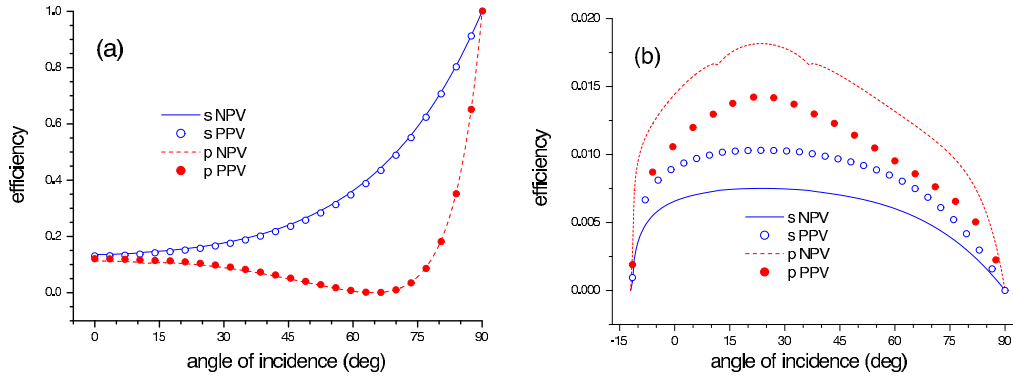 (a)
1.0
0.8
0.6
0.4
0.2
0.0
efficiency
s NPV
s PPV
p NPV
p PPV
0 15 30 45 60 75 90
angle of incidence (deg)
(b)
0.020
0.015
0.010
0.005
0.000
efficiency
s NPV
s PPV
p NPV
p PPV
-15 0 15 30 45 60 75 90
angle of incidence (deg)